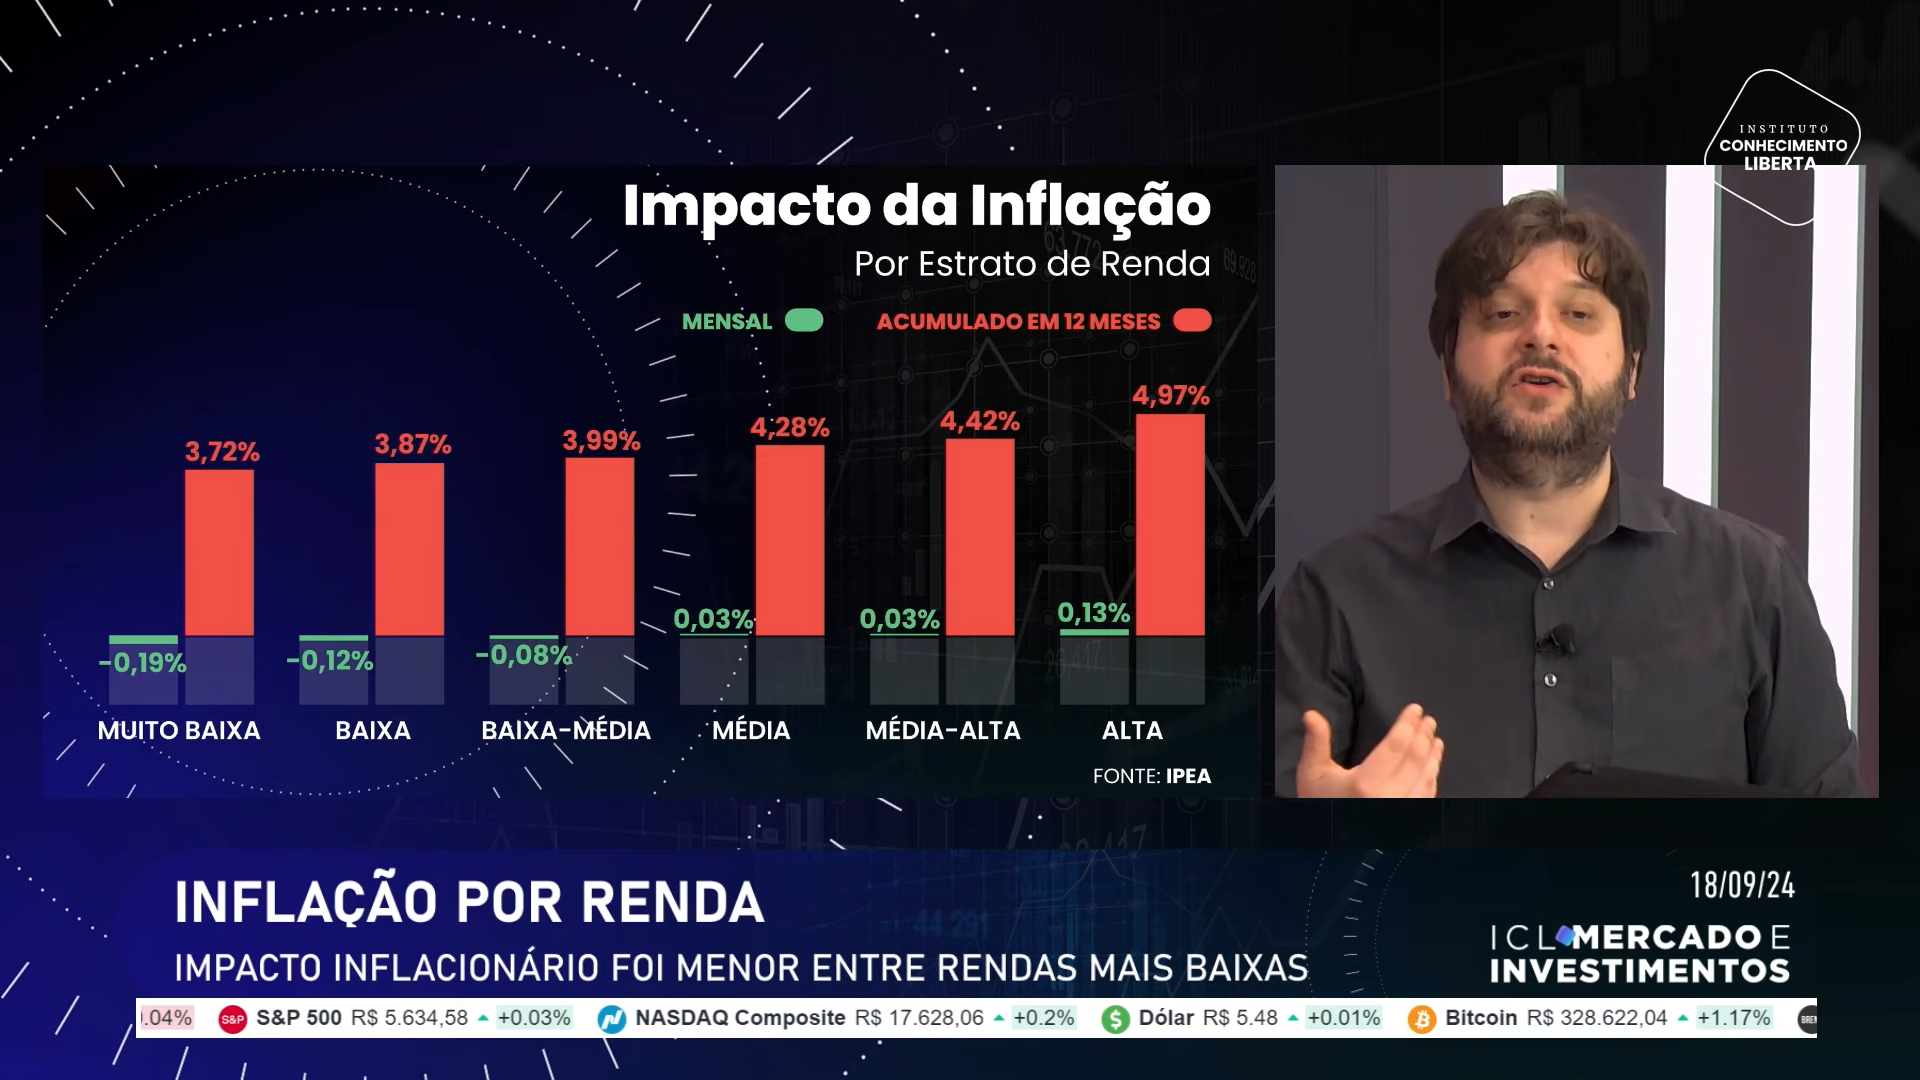 INSTITUTO
CONHECIMENTO
LIBERTA
Impacto da Inflação
Por Estrato de Renda
MENSAL
ACUMULADO EM 12 MESES
3,72%
3,87%
3,99%
4,28%
4,42%
4,97%
-0,19%
-0,12%
-0,08%
0,03%
0,03%
0,13%
MUITO BAIXA
BAIXA
BAIXA-MÉDIA
MÉDIA
MÉDIA-ALTA
ALTA
FONTE: IPEA
INFLAÇÃO POR RENDA
IMPACTO INFLACIONÁRIO FOI MENOR ENTRE RENDAS MAIS BAIXAS
18/09/24
ICL MERCADO E
INVESTIMENTOS
.04% S&P S&P 500 R$ 5.634,58 +0.03% NASDAQ Composite R$ 17.628,06 +0.2% $ Dólar R$ 5.48 +0.01% Bitcoin R$ 328.622,04 +1.17%